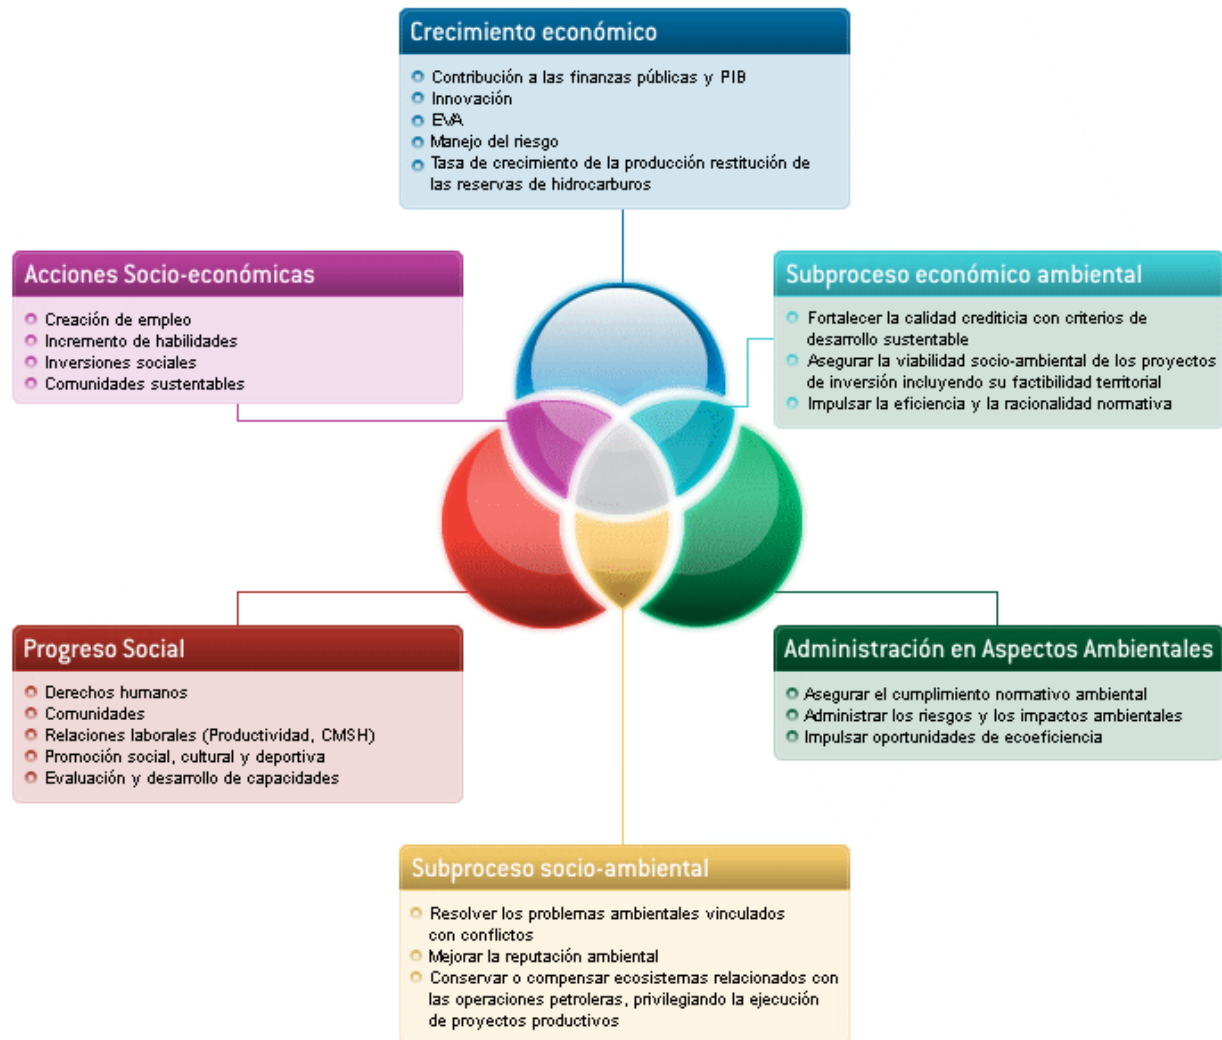 Crecimiento económico
Contribución a las finanzas públicas y PIB
Innovación
EVA
Manejo del riesgo
Tasa de crecimiento de la producción restitución de
las reservas de hidrocarburos
Acciones Socio-económicas
Creación de empleo
Incremento de habilidades
Inversiones sociales
Comunidades sustentables
Subproceso económico ambiental
Fortalecer la calidad crediticia con criterios de
desarrollo sustentable
Asegurar la viabilidad socio-ambiental de los proyectos
de inversión incluyendo su factibilidad territorial
Impulsar la eficiencia y la racionalidad normativa
Progreso Social
Derechos humanos
Comunidades
Relaciones laborales (Productividad, CMSH)
Promoción social, cultural y deportiva
Evaluación y desarrollo de capacidades
Administración en Aspectos Ambientales
Asegurar el cumplimiento normativo ambiental
Administrar los riesgos y los impactos ambientales
Impulsar oportunidades de ecoeficiencia
Subproceso socio-ambiental
Resolver los problemas ambientales vinculados
con conflictos
Mejorar la reputación ambiental
Conservar o compensar ecosistemas relacionados con
las operaciones petroleras, privilegiando la ejecución
de proyectos productivos